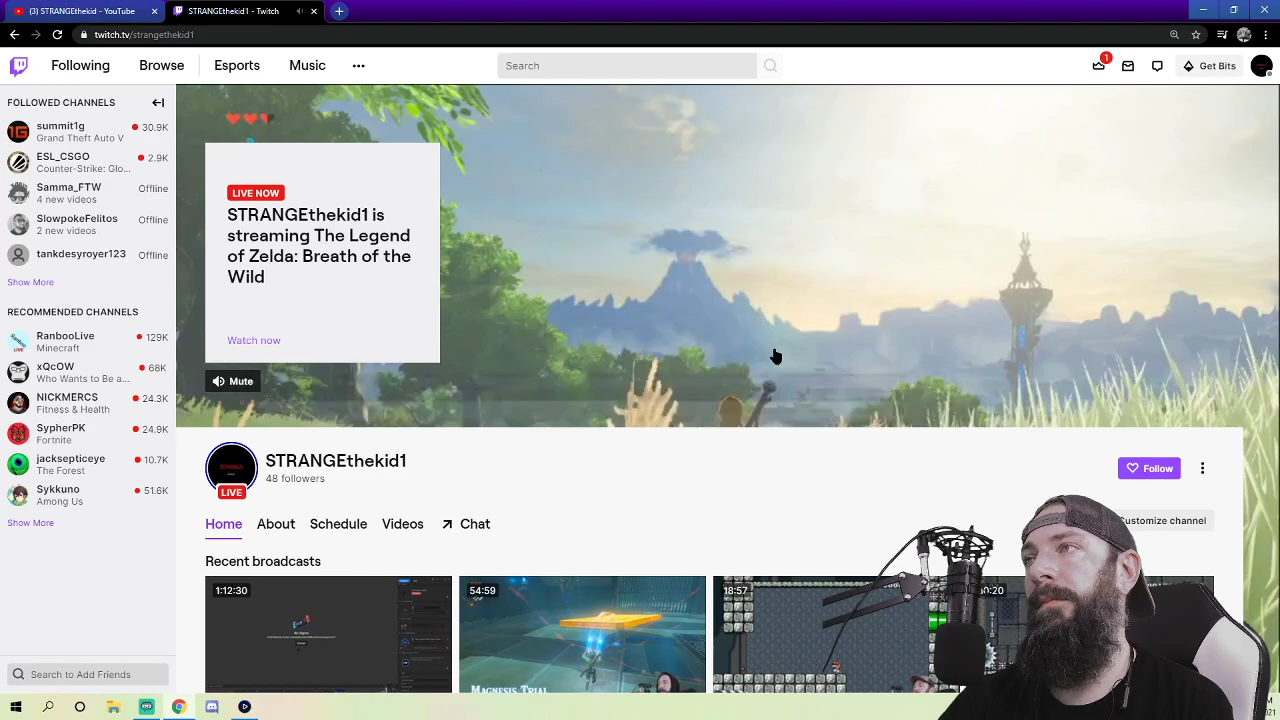 (3) STRANGEthekid1 - YouTube
STRANGEthekid1 - Twitch
twitch.tv/strangethekid1
Following
Browse
Esports
Music
Search
1
Get Bits
FOLLOWED CHANNELS
summit1g
30.9K
Grand Theft Auto V
ESL_CSGO
2.9K
Counter-Strike: Glo...
Samma_FTW
Offline
4 new videos
SlowpokeFelitos
Offline
2 new videos
tankdesyroyer123
Offline
Show More
RECOMMENDED CHANNELS
RanbooLive
129K
Minecraft
xQcOW
68K
Who Wants to Be a...
NICKMERCS
24.3K
Fitness & Health
SypherPK
24.9K
Fortnite
jacksepticeye
10.7K
The Forest
Sykkuno
51.6K
Among Us
Show More
Search to Add Friends
LIVE NOW
STRANGEthekid1 is
streaming The Legend
of Zelda: Breath of the
Wild
Watch now
Mute
STRANGEthekid1
48 followers
LIVE
Follow
Customize channel
Home
About
Schedule
Videos
Chat
Recent broadcasts
1:12:30
54:59
MAGNESIS TRIAL
18:57